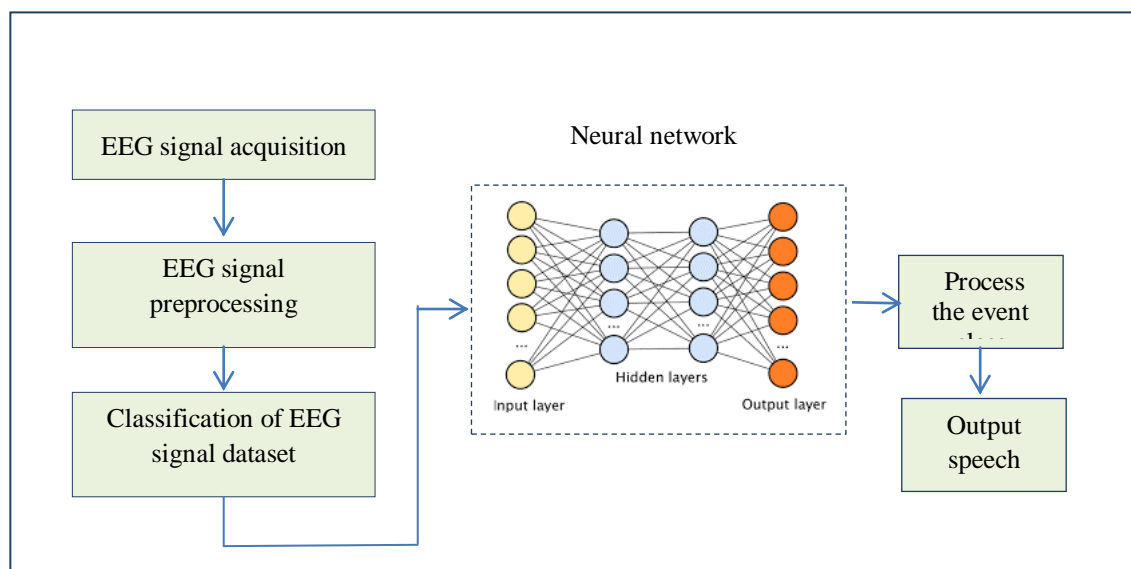 EEG signal acquisition
EEG signal
preprocessing
Classification of EEG
signal dataset
Neural network
...
...
...
...
Hidden layers
Input layer
Output layer
Process
the event
Output
speech